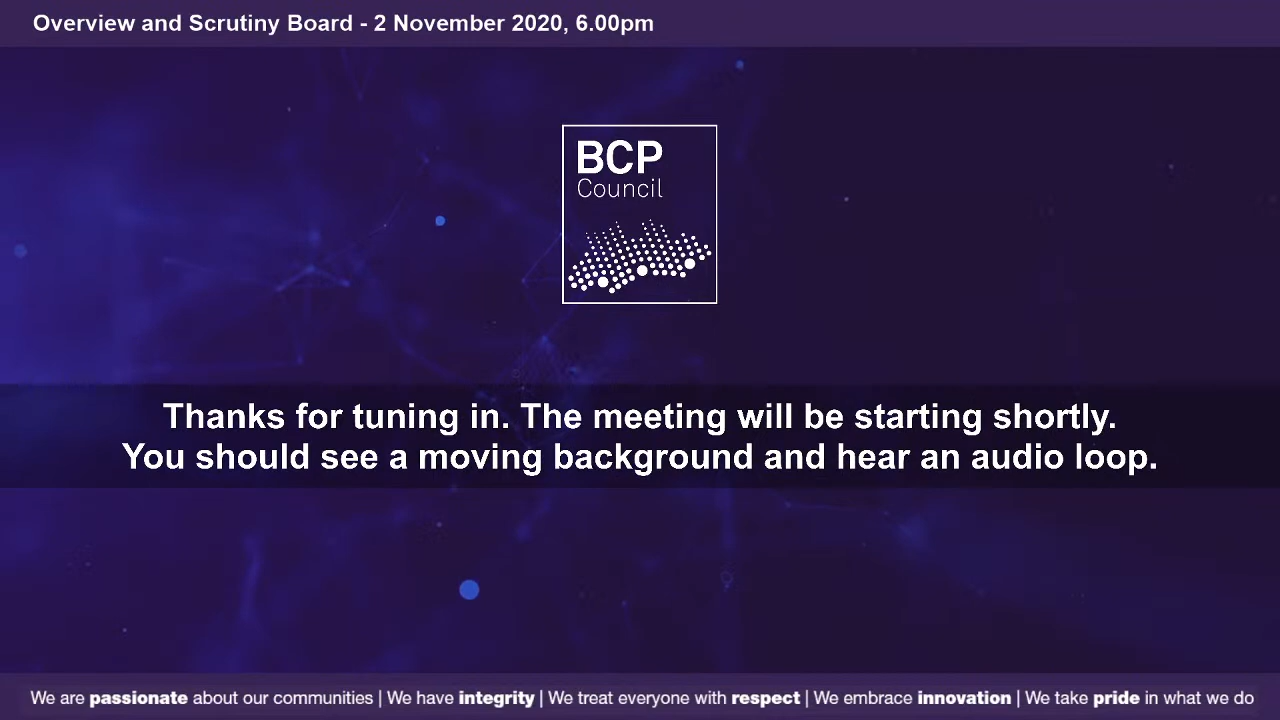 Overview and Scrutiny Board - 2 November 2020, 6.00pm
BCP
Council
Thanks for tuning in. The meeting will be starting shortly.
You should see a moving background and hear an audio loop.
We are passionate about our communities | We have integrity | We treat everyone with respect | We embrace innovation | We take pride in what we do